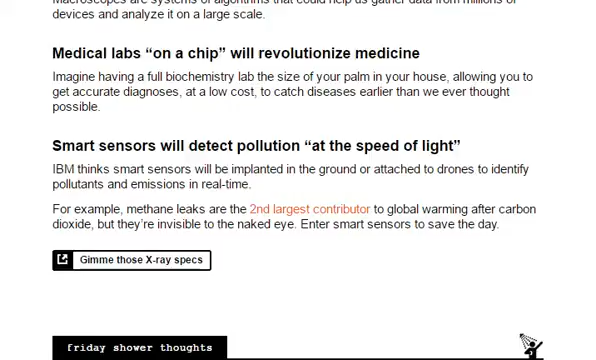 Macroscopes are systems of algorithms that could help us gather data from millions of
devices and analyze it on a large scale.
Medical labs “on a chip” will revolutionize medicine
Imagine having a full biochemistry lab the size of your palm in your house, allowing you to
get accurate diagnoses, at a low cost, to catch diseases earlier than we ever thought
possible.
Smart sensors will detect pollution “at the speed of light”
IBM thinks smart sensors will be implanted in the ground or attached to drones to identify
pollutants and emissions in real-time.
For example, methane leaks are the 2nd largest contributor to global warming after carbon
dioxide, but they’re invisible to the naked eye. Enter smart sensors to save the day.
Gimme those X-ray specs
friday shower thoughts